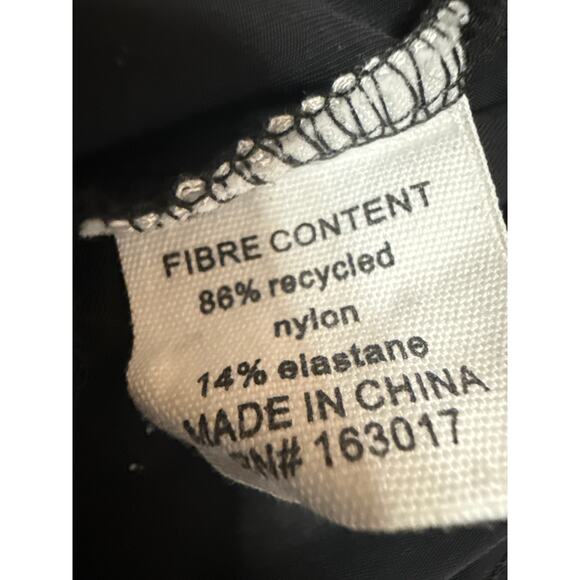 FIBRE CONTENT
86% recycled
nylon
14% elastane
MADE IN CHINA
163017